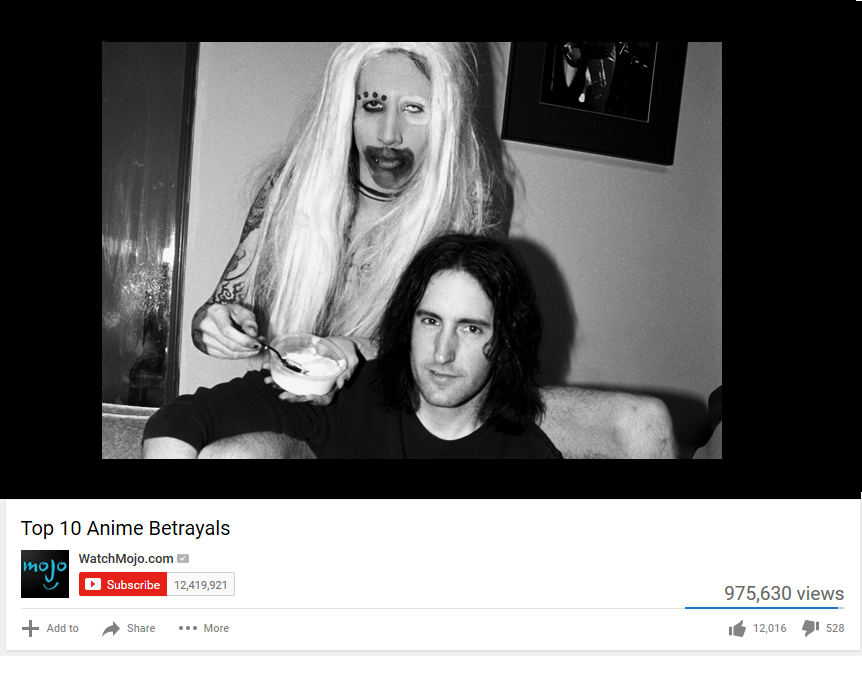 Top 10 Anime Betrayals
mojo
WatchMojo.com
Subscribe 12,419,921
975,630 views
Add to Share More
12,016 528